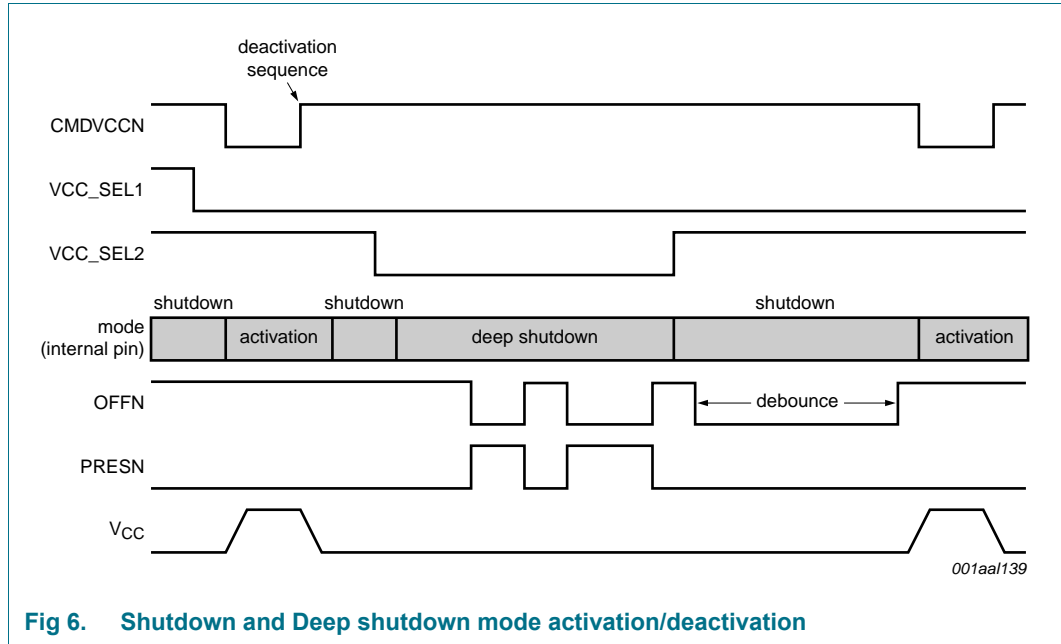 deactivation
sequence
CMDVCCN
VCC_SEL1
VCC_SEL2
shutdown shutdown shutdown
mode
(internal pin)
activation deep shutdown activation
OFFN
debounce
PRESN
VCC
001aal139
Fig 6. Shutdown and Deep shutdown mode activation/deactivation